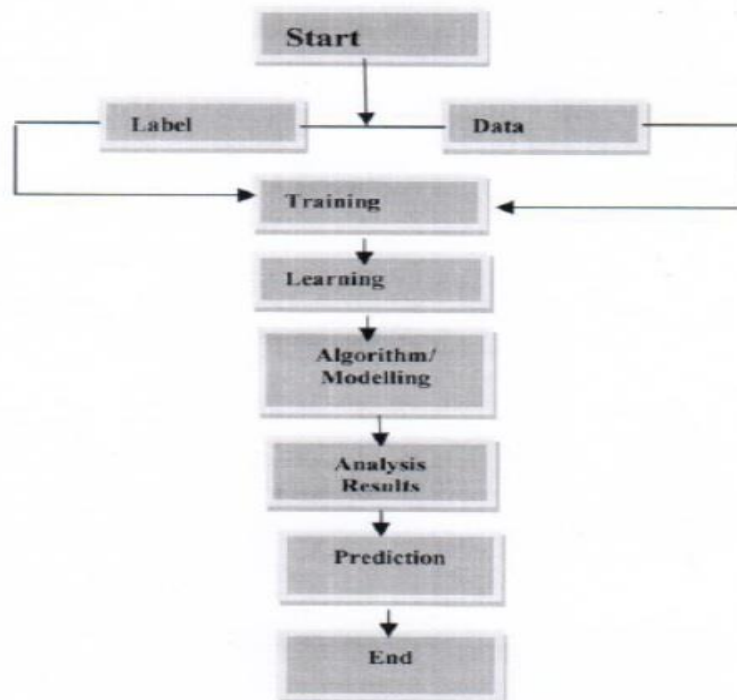 Start
Label
Data
Training
Learning
Algorithm/
Modelling
Analysis
Results
Prediction
End